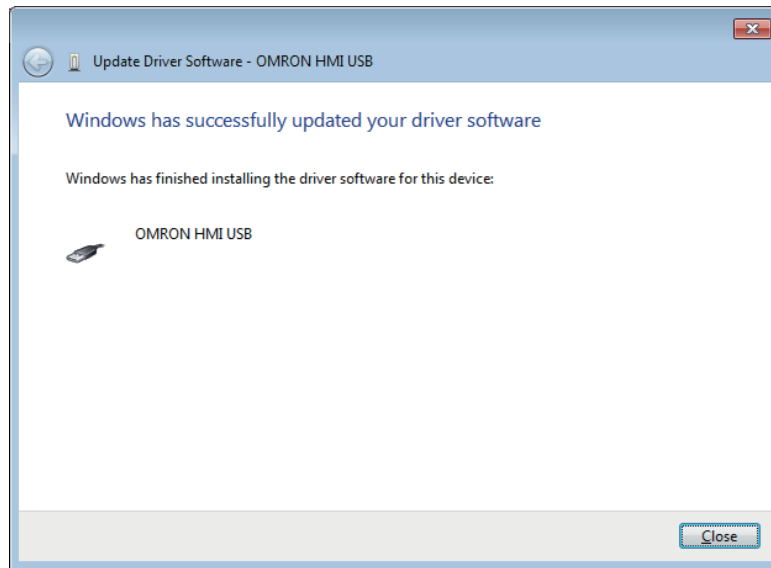 Update Driver Software - OMRON HMI USB
Windows has successfully updated your driver software
Windows has finished installing the driver software for this device:
OMRON HMI USB
Close